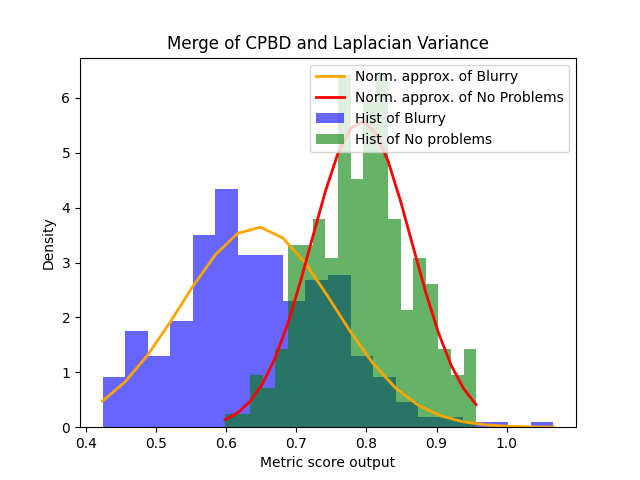 Merge of CPBD and Laplacian Variance
Norm. approx. of Blurry
Norm. approx. of No Problems
Hist of Blurry
Hist of No problems
Density
6
5
4
3
2
1
0
0.4 0.5 0.6 0.7 0.8 0.9 1.0
Metric score output